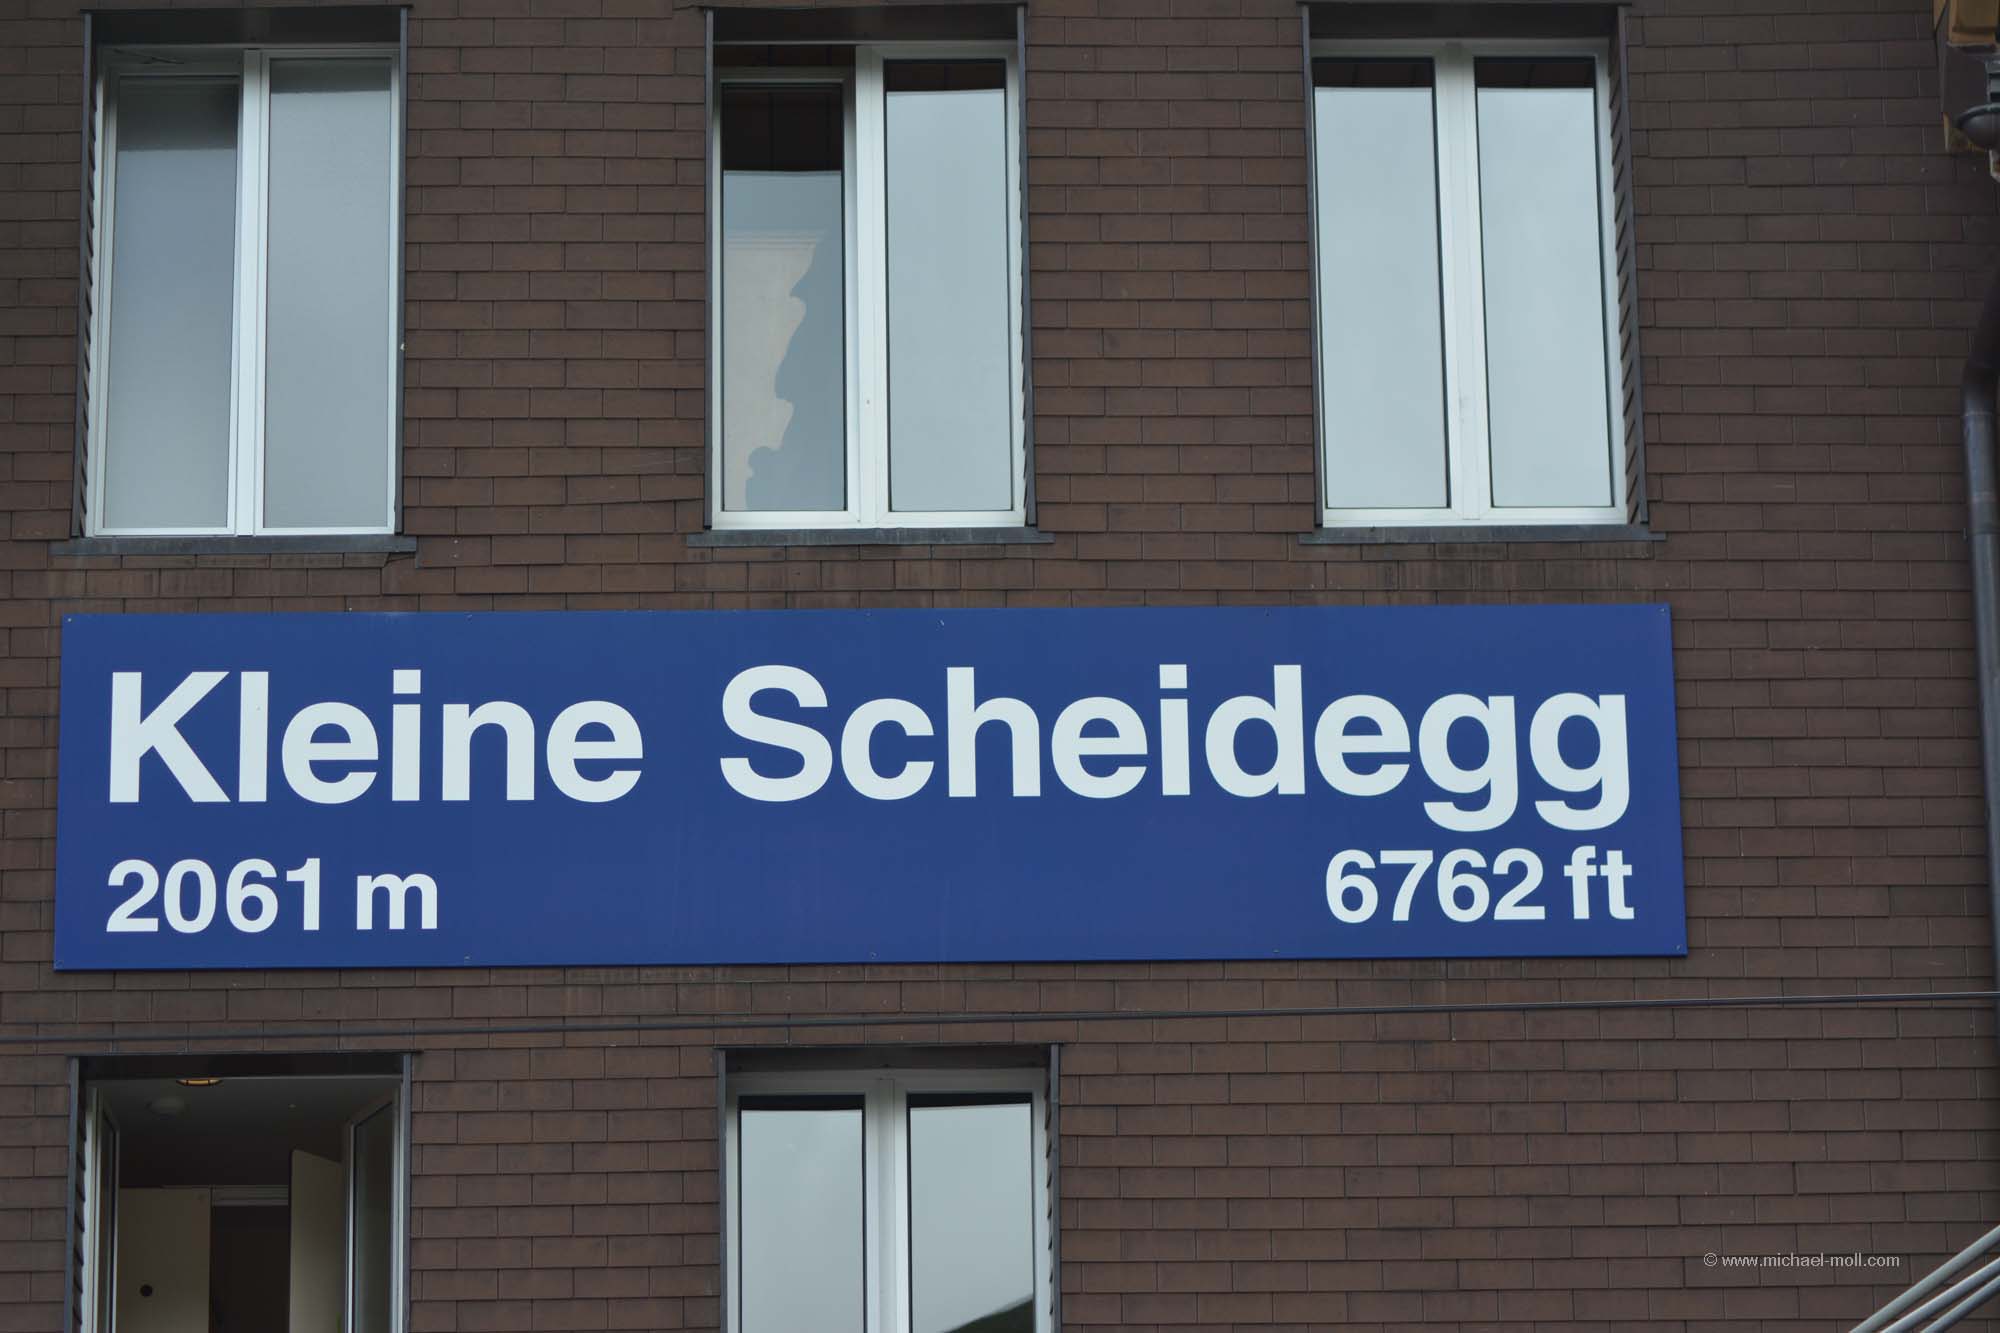 Kleine Scheidegg
2061 m 6762 ft
© www.michael-moll.com